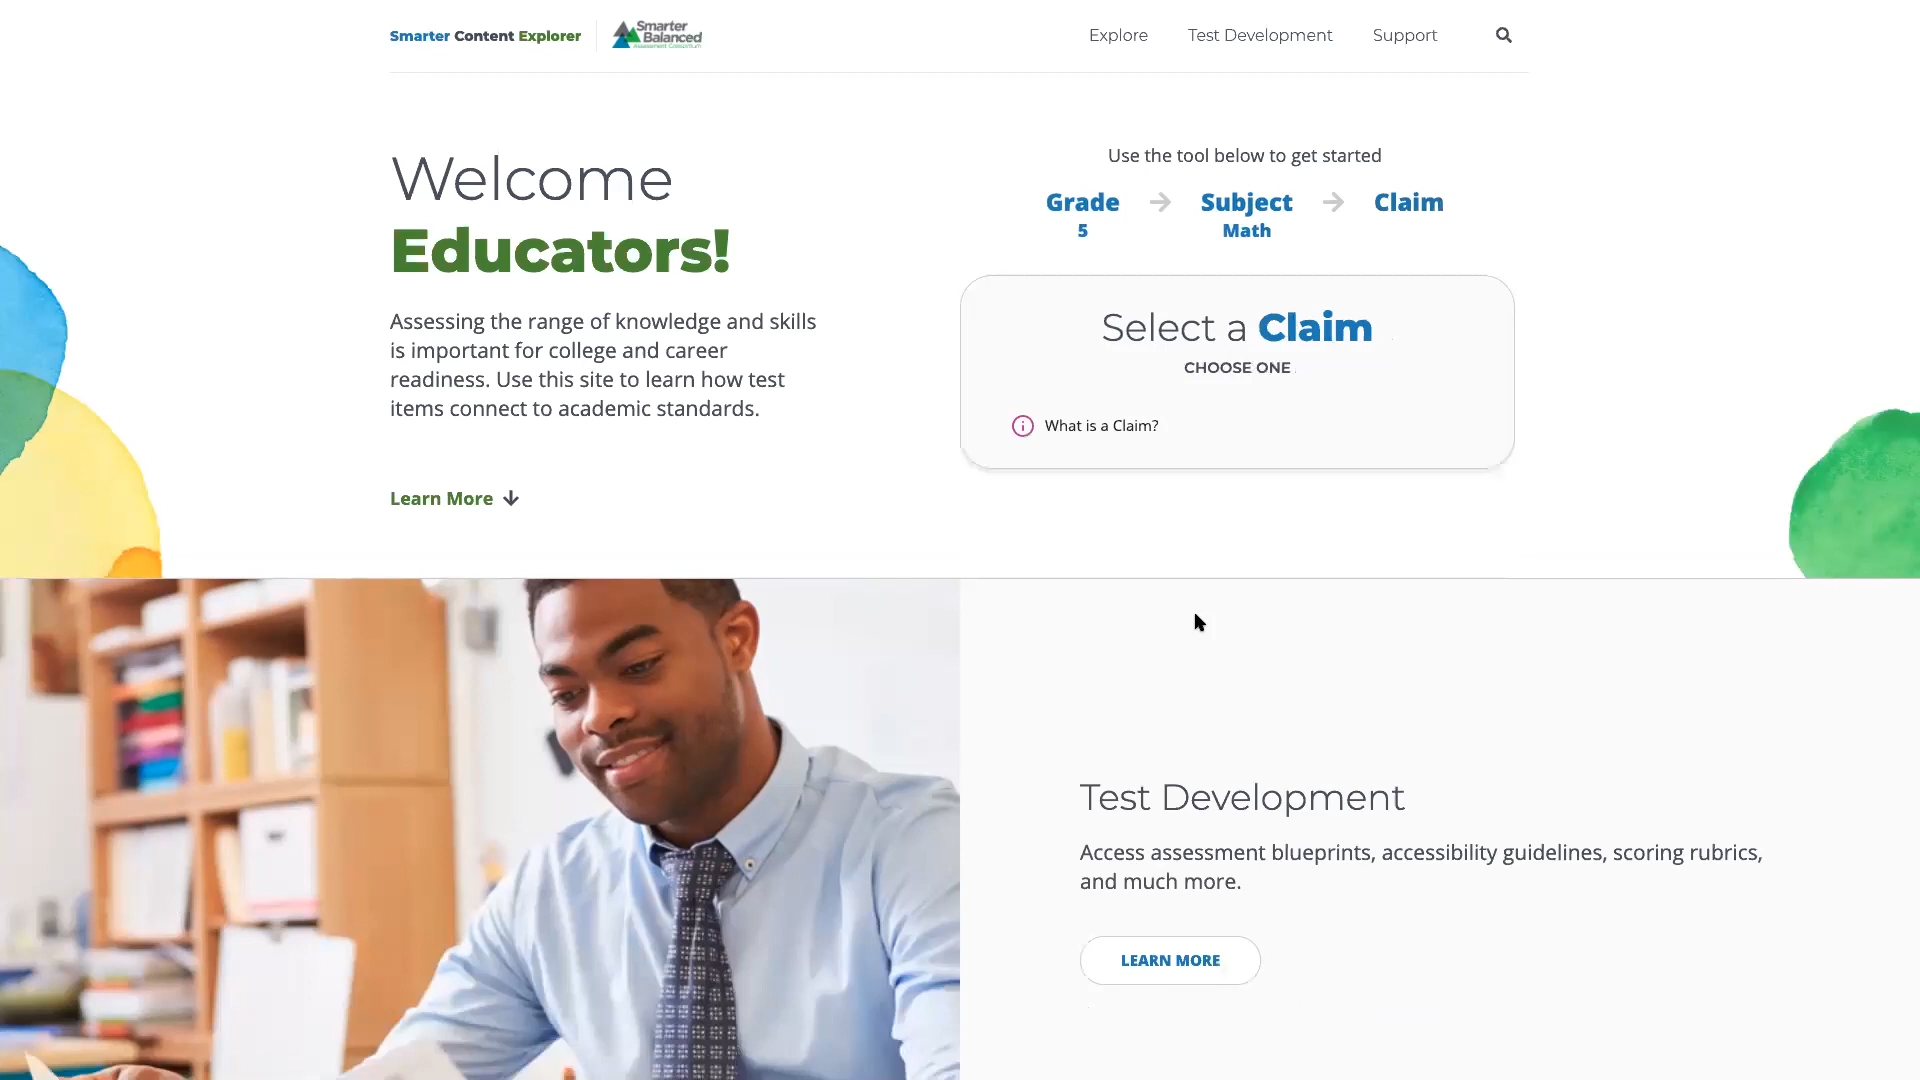 Smarter Content Explorer
Smarter
Balanced
Assessment Consortium
Explore
Test Development
Support
Welcome
Educators!
Assessing the range of knowledge and skills
is important for college and career
readiness. Use this site to learn how test
items connect to academic standards.
Learn More
Use the tool below to get started
Grade
Subject
Claim
5
Math
Select a Claim
CHOOSE ONE
What is a Claim?
Test Development
Access assessment blueprints, accessibility guidelines, scoring rubrics,
and much more.
LEARN MORE